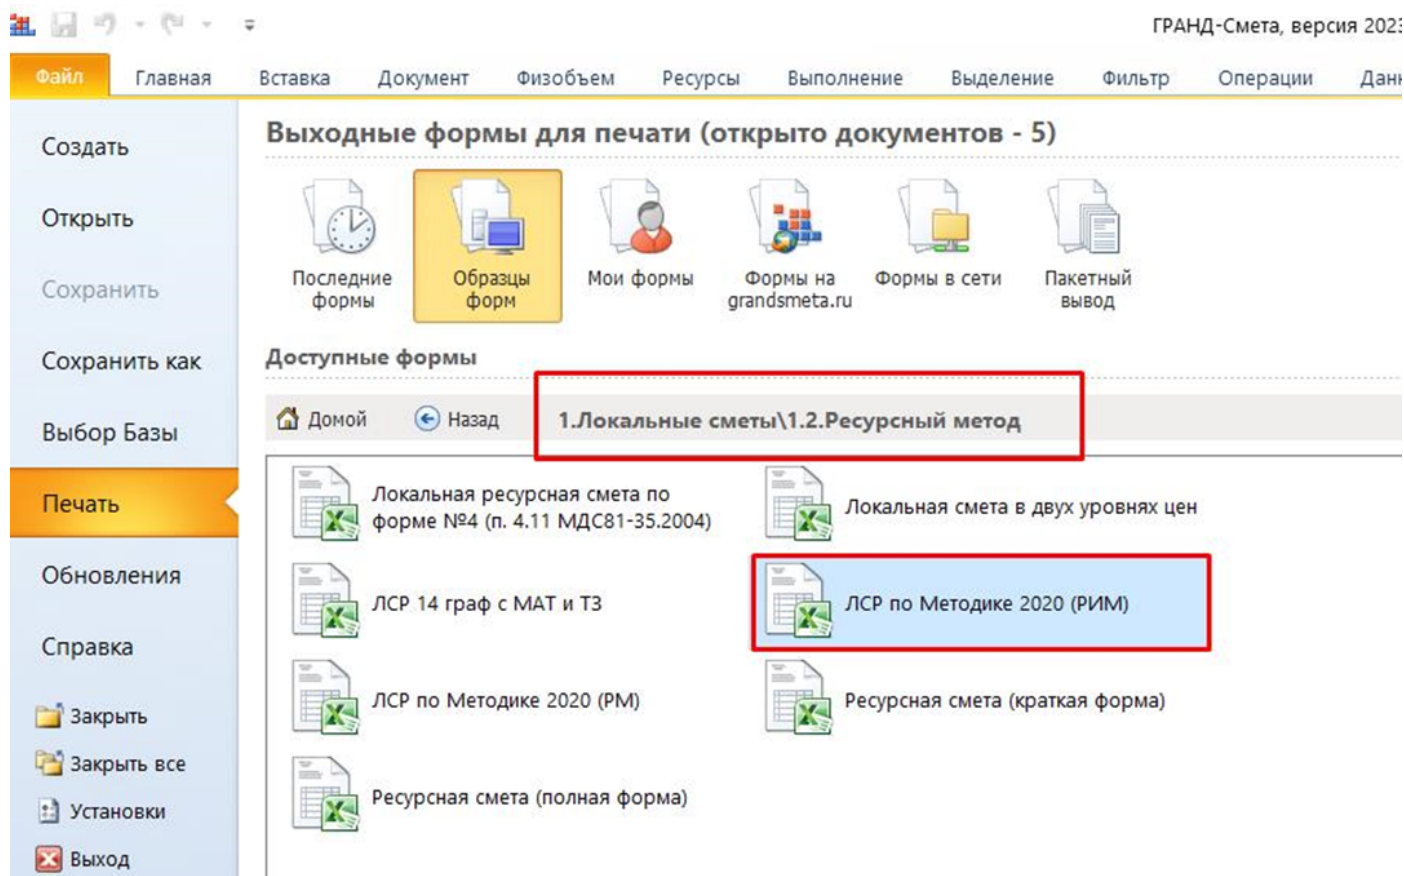 ГРАНД-Смета, версия 2023
Файл Главная Вставка Документ Физобъем Ресурсы Выполнение Выделение Фильтр Операции Данн
Создать
Открыть
Сохранить
Сохранить как
Выбор Базы
Печать
Обновления
Справка
Закрыть
Закрыть все
Установки
Выход
Выходные формы для печати (открыто документов - 5)
Последние
формы
Образцы
форм
Мои формы
Формы на
grandsmeta.ru
Формы в сети
Пакетный
вывод
Доступные формы
Домой Назад 1.Локальные сметы\1.2.Ресурсный метод
Локальная ресурсная смета по
форме №4 (п. 4.11 МДС81-35.2004)
Локальная смета в двух уровнях цен
ЛСР 14 граф с МАТ и ТЗ
ЛСР по Методике 2020 (РИМ)
ЛСР по Методике 2020 (РМ)
Ресурсная смета (краткая форма)
Ресурсная смета (полная форма)